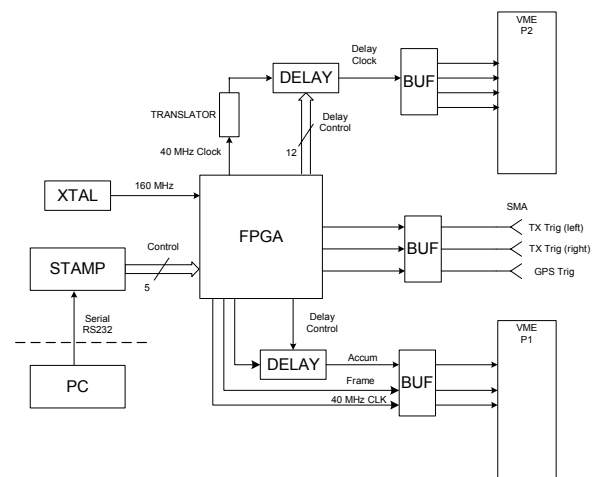 VME
P2
Delay
Clock
DELAY
BUF
TRANSLATOR
Delay
Control
12
40 MHz Clock
XTAL
160 MHz
FPGA
SMA
BUF
TX Trig (left)
TX Trig (right)
GPS Trig
STAMP
Control
5
Serial
RS232
PC
Delay
Control
DELAY
Accum
Frame
40 MHz CLK
BUF
VME
P1